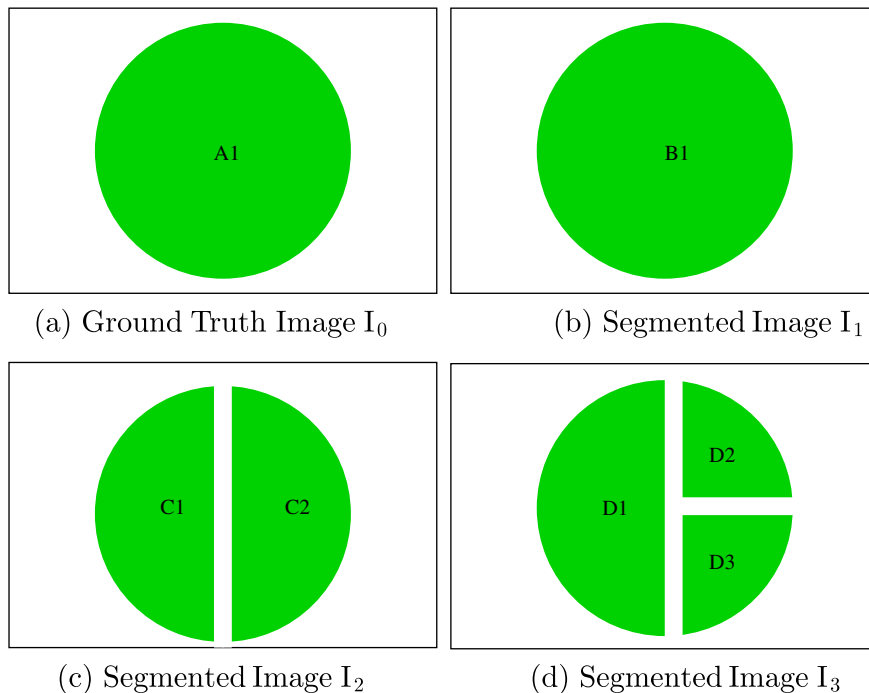 A1
B1
(a) Ground Truth Image I₀
(b) Segmented Image I₁
C1
C2
D1
D2
D3
(c) Segmented Image I₂
(d) Segmented Image I₃